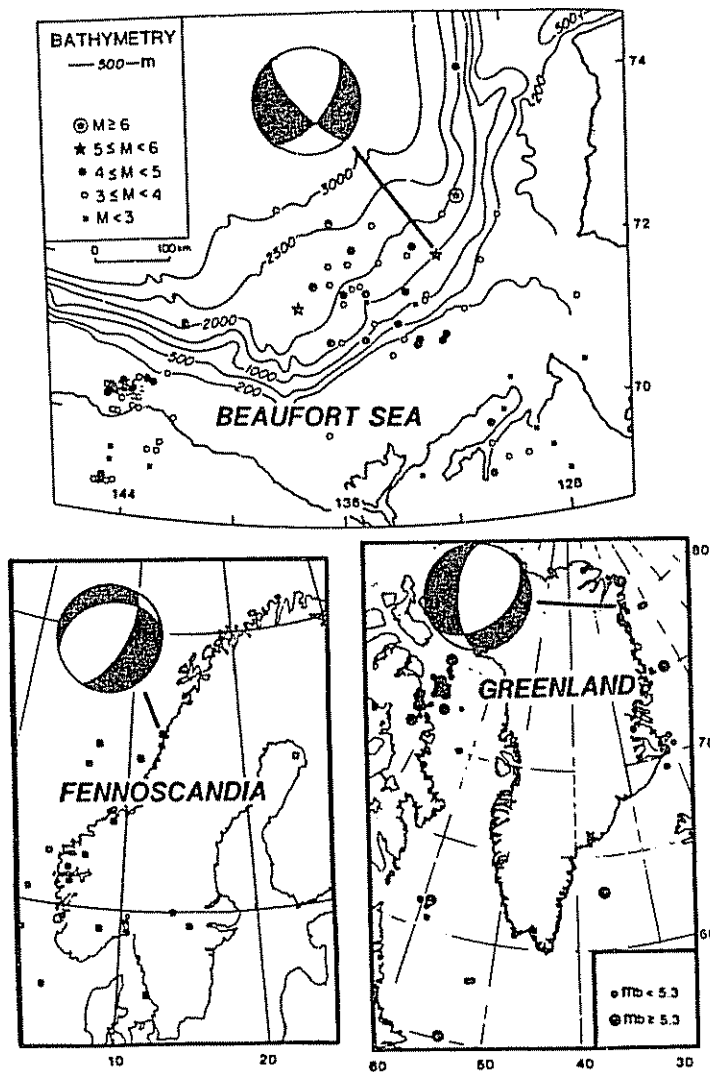 BATHYMETRY
500 m
M ≥ 6
5 ≤ M < 6
4 ≤ M < 5
3 ≤ M < 4
M < 3
0 100 km
500
200
74
3000
72
2500
2000
500
1000
200
70
BEAUFORT SEA
144
136
128
80
GREENLAND
70
FENNOSCANDIA
60
mb < 5.3
mb ≥ 5.3
10
20
60
50
40
30